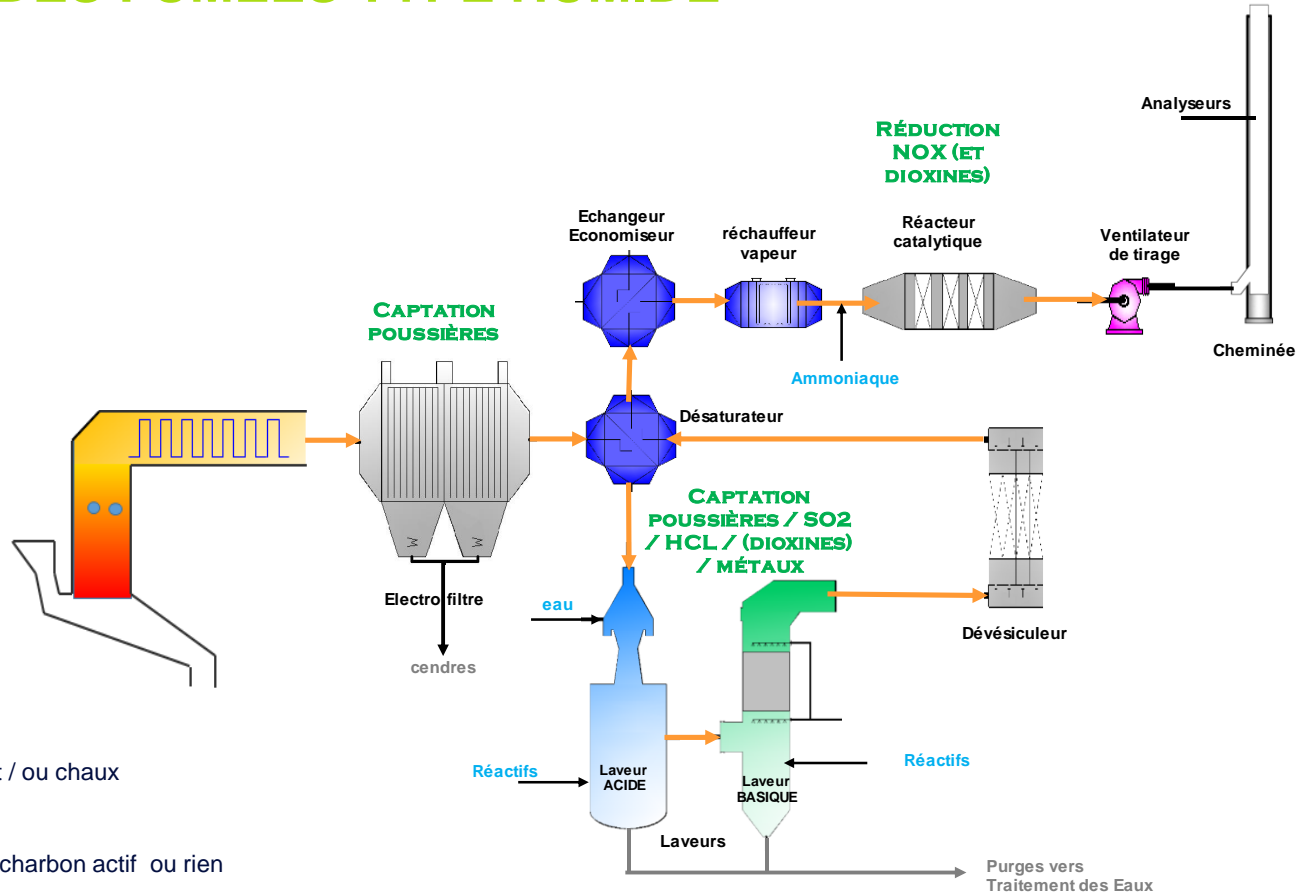 Analyseurs
RÉDUCTION
NOX (ET
DIOXINES)
Echangeur
Economiseur
réchauffeur
vapeur
Réacteur
catalytique
Ventilateur
de tirage
CAPTATION
POUSSIÈRES
Cheminée
Ammoniaque
Désaturateur
CAPTATION
POUSSIÈRES / SO2
/ HCL / (DIOXINES)
/ MÉTAUX
Electro filtre
eau
Dévésiculeur
cendres
/ ou chaux
Réactifs
Laveur
ACIDE
Laveur
BASIQUE
Réactifs
Laveurs
charbon actif ou rien
Purges vers
Traitement des Eaux